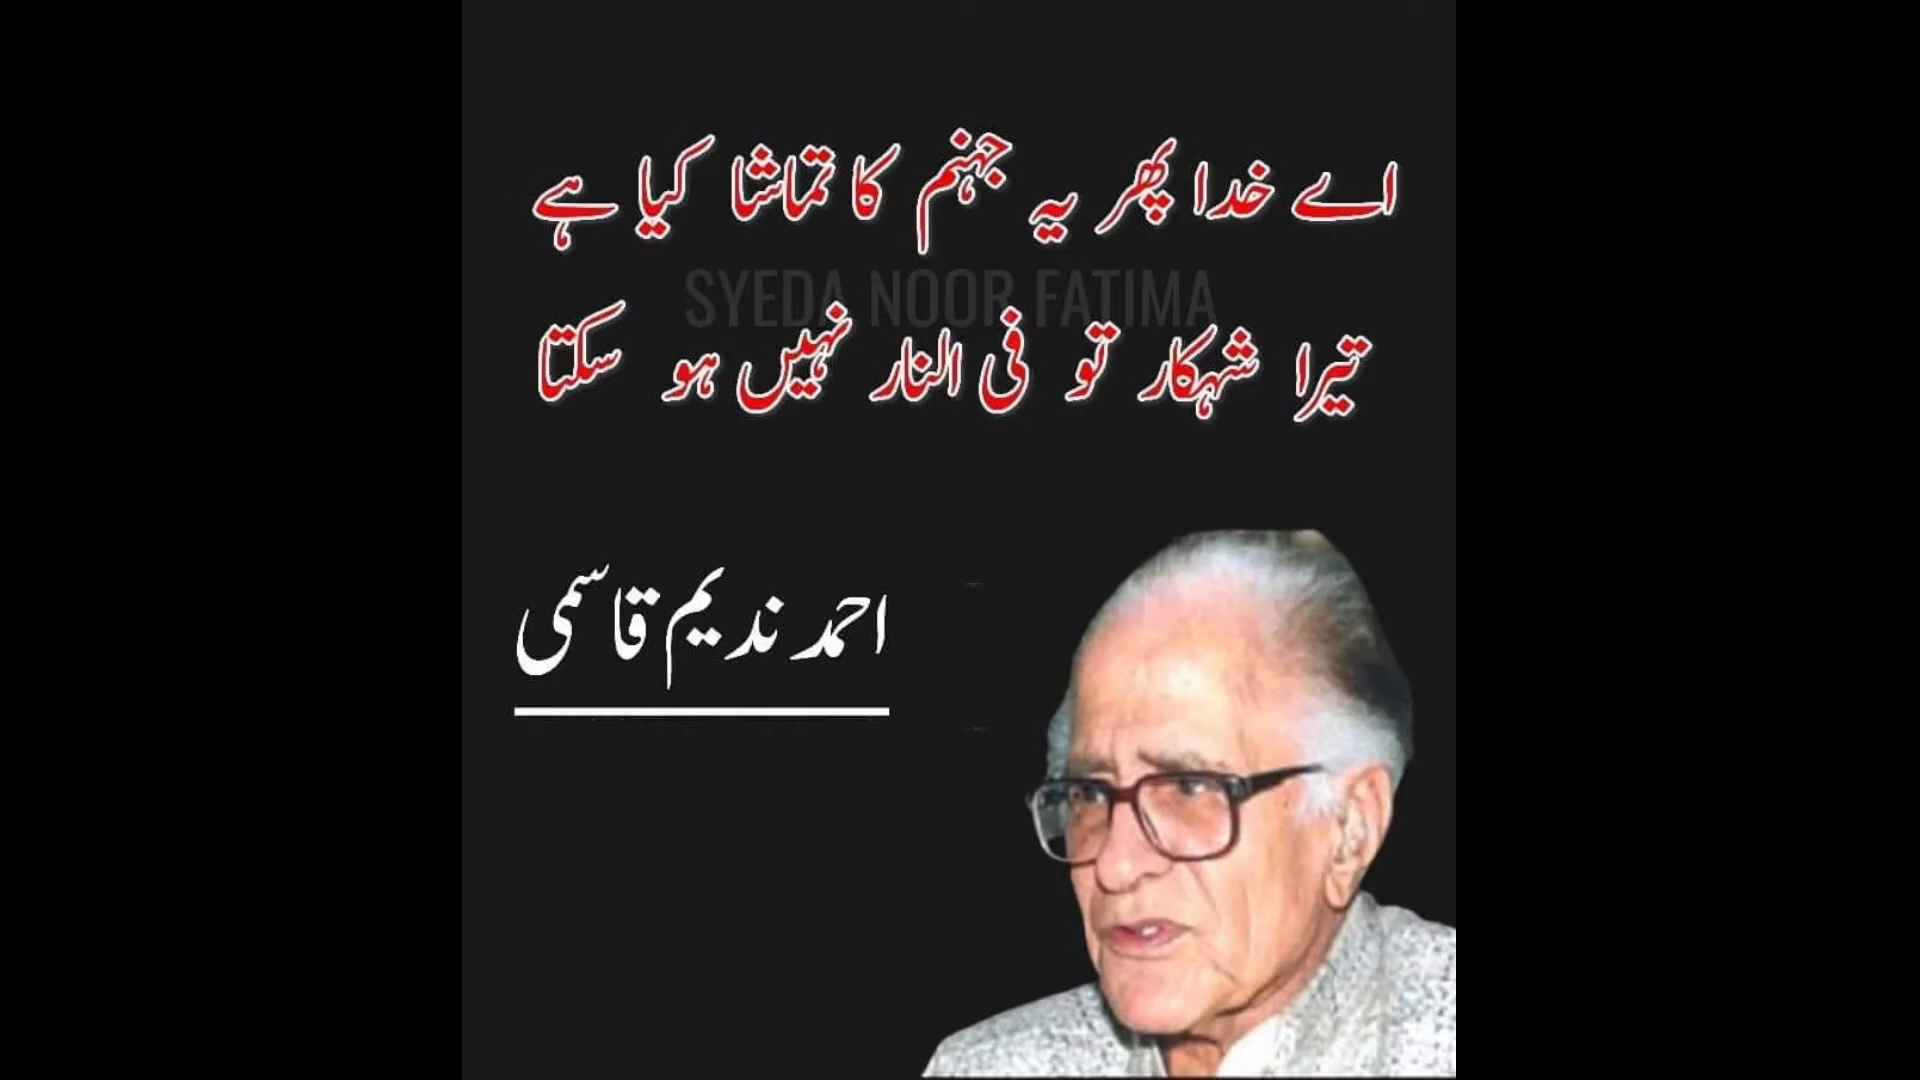 اے خدا پھر یہ جہنم کا تماشا کیا ہے
SYEDA NOOR FATIMA
تیرا شہکار تو فی النار نہیں ہو سکتا
احمد ندیم قاسمی